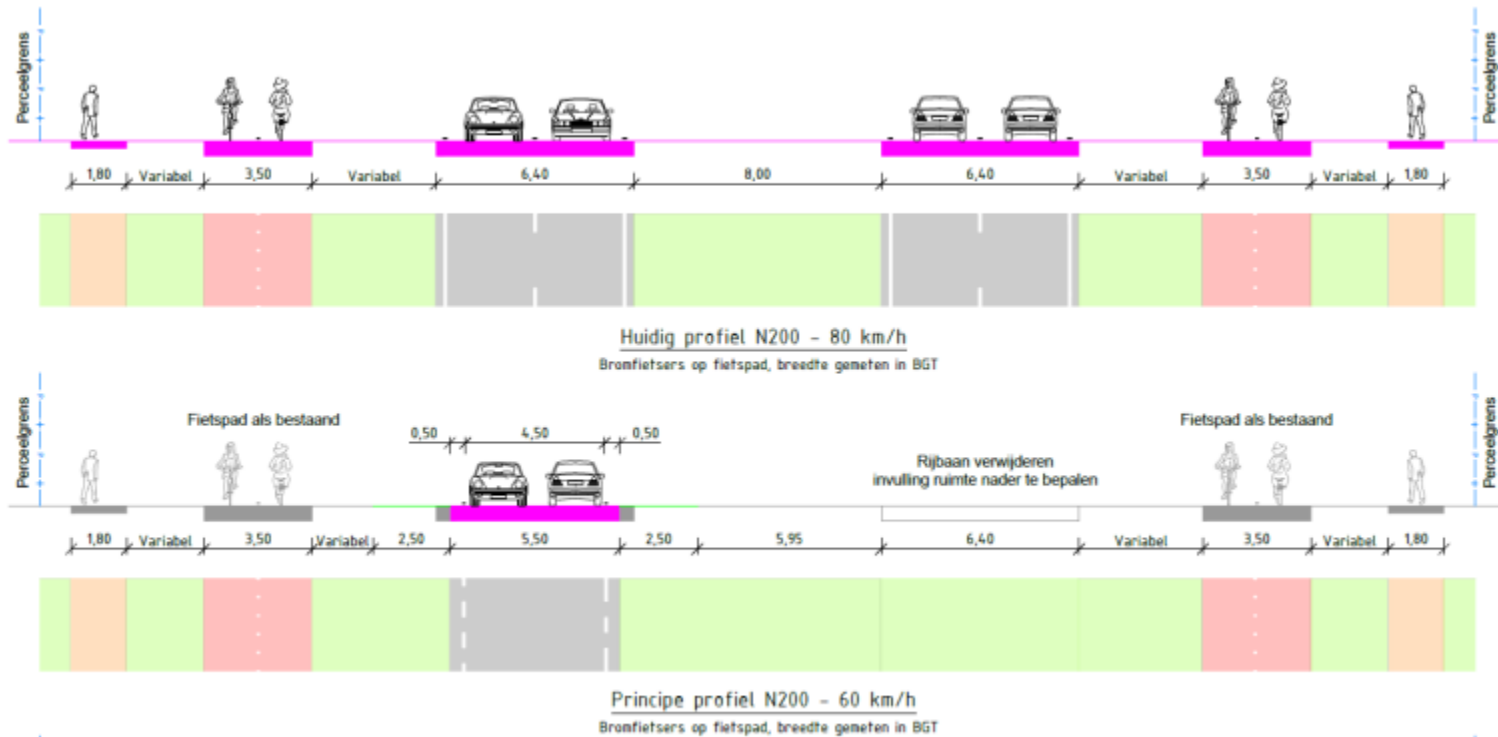 Perceelgrens
Perceelgrens
1,80 Variabel 3,50 Variabel 6,40 8,00 6,40 Variabel 3,50 Variabel 1,80
Huidig profiel N200 - 80 km/h
Bromfietsers op fietspad, breedte gemeten in BGT
Perceelgrens
Fietspad als bestaand
0,50 4,50 0,50
Rijbaan verwijderen
invulling ruimte nader te bepalen
Fietspad als bestaand
Perceelgrens
1,80 Variabel 3,50 Variabel 2,50 5,50 2,50 5,95 6,40 Variabel 3,50 Variabel 1,80
Principe profiel N200 - 60 km/h
Bromfietsers op fietspad, breedte gemeten in BGT